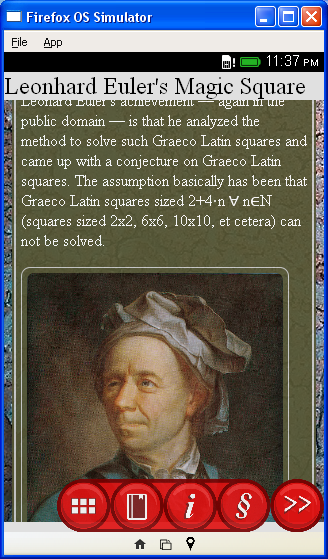 Firefox OS Simulator
File App
11:37 PM
Leonhard Euler's Magic Square
Leonhard Euler's achievement — again in the
public domain — is that he analyzed the
method to solve such Graeco Latin squares and
came up with a conjecture on Graeco Latin
squares. The assumption basically has been that
Graeco Latin squares sized 2+4·n ∀ n∈N
(squares sized 2x2, 6x6, 10x10, et cetera) can
not be solved.
i § >>